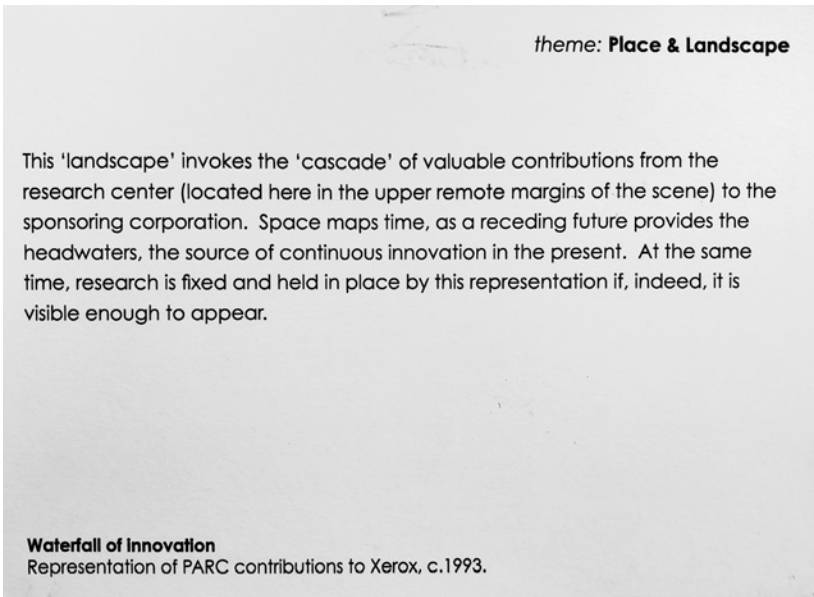 theme: Place & Landscape
This ‘landscape’ invokes the ‘cascade’ of valuable contributions from the
research center (located here in the upper remote margins of the scene) to the
sponsoring corporation.  Space maps time, as a receding future provides the
headwaters, the source of continuous innovation in the present.  At the same
time, research is fixed and held in place by this representation if, indeed, it is
visible enough to appear.
Waterfall of innovation
Representation of PARC contributions to Xerox, c.1993.